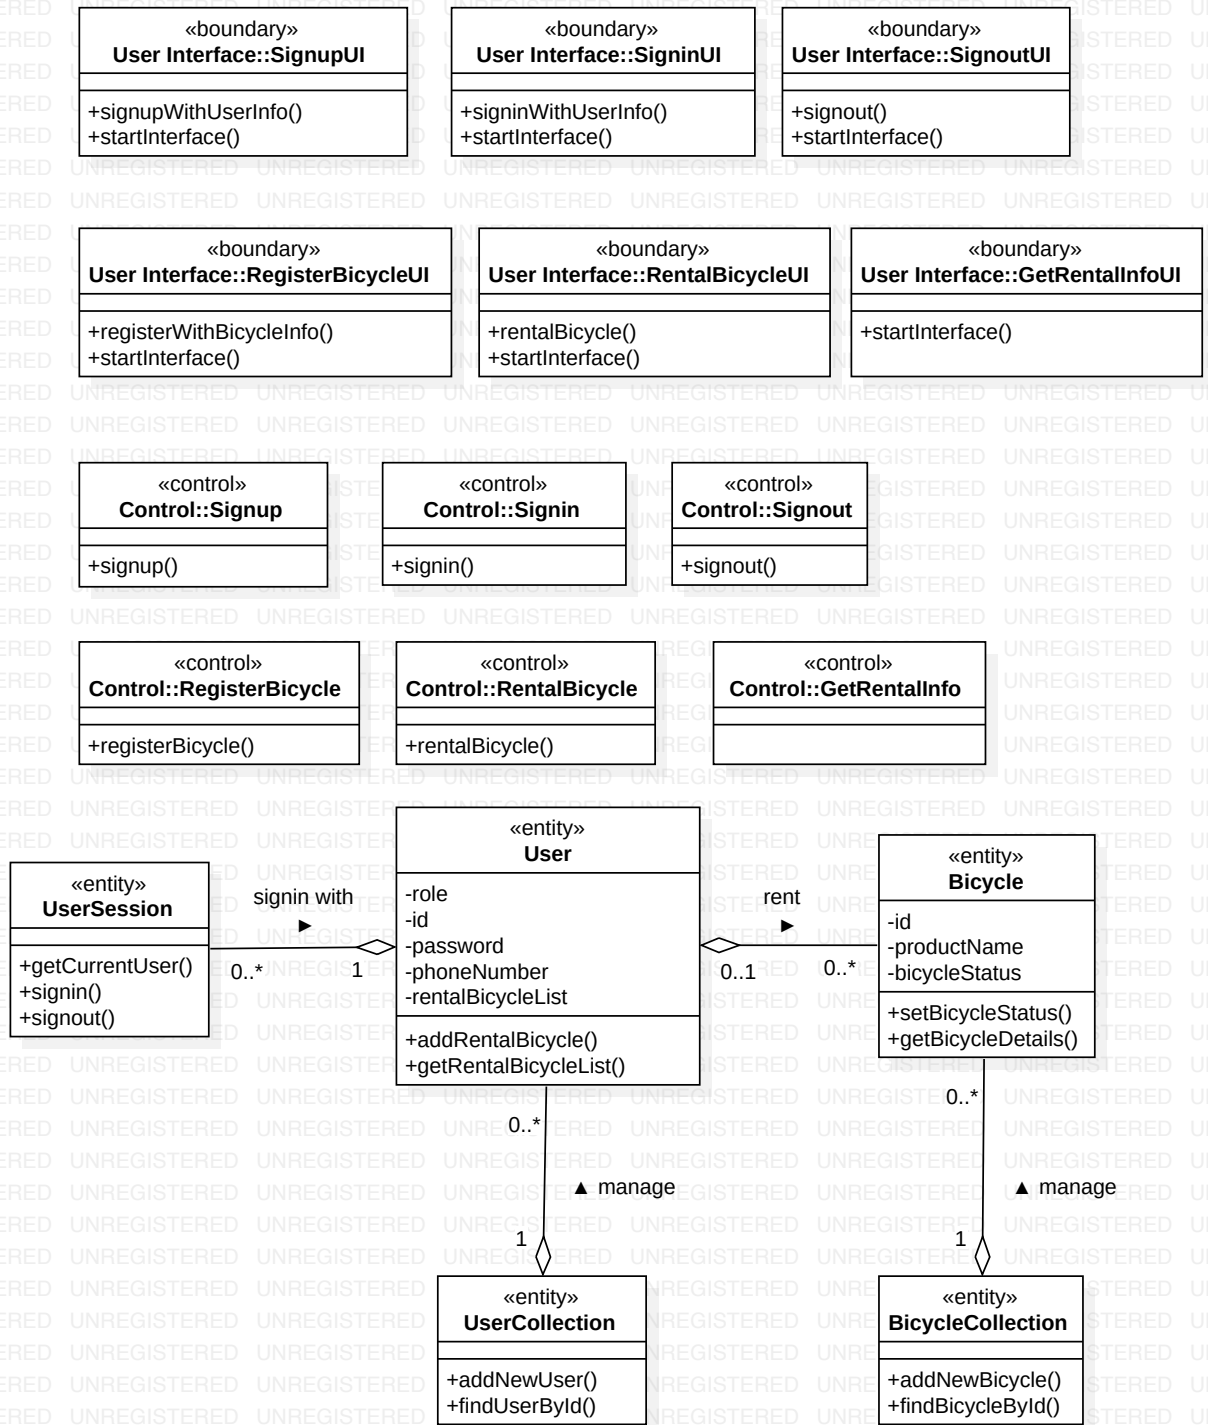 «boundary»
User Interface::SignupUI
+signupWithUserInfo()
+startInterface()
«boundary»
User Interface::SigninUI
+signinWithUserInfo()
+startInterface()
«boundary»
User Interface::SignoutUI
+signout()
+startInterface()
«boundary»
User Interface::RegisterBicycleUI
+registerWithBicycleInfo()
+startInterface()
«boundary»
User Interface::RentalBicycleUI
+rentalBicycle()
+startInterface()
«boundary»
User Interface::GetRentalInfoUI
+startInterface()
«control»
Control::Signup
+signup()
«control»
Control::Signin
+signin()
«control»
Control::Signout
+signout()
«control»
Control::RegisterBicycle
+registerBicycle()
«control»
Control::RentalBicycle
+rentalBicycle()
«control»
Control::GetRentalInfo
«entity»
UserSession
+getCurrentUser()
+signin()
+signout()
signin with
►
0..*
1
«entity»
User
-role
-id
-password
-phoneNumber
-rentalBicycleList
+addRentalBicycle()
+getRentalBicycleList()
rent
►
0..1
0..*
«entity»
Bicycle
-id
-productName
-bicycleStatus
+setBicycleStatus()
+getBicycleDetails()
0..*
▲ manage
1
«entity»
UserCollection
+addNewUser()
+findUserById()
0..*
▲ manage
1
«entity»
BicycleCollection
+addNewBicycle()
+findBicycleById()
UNREGISTERED